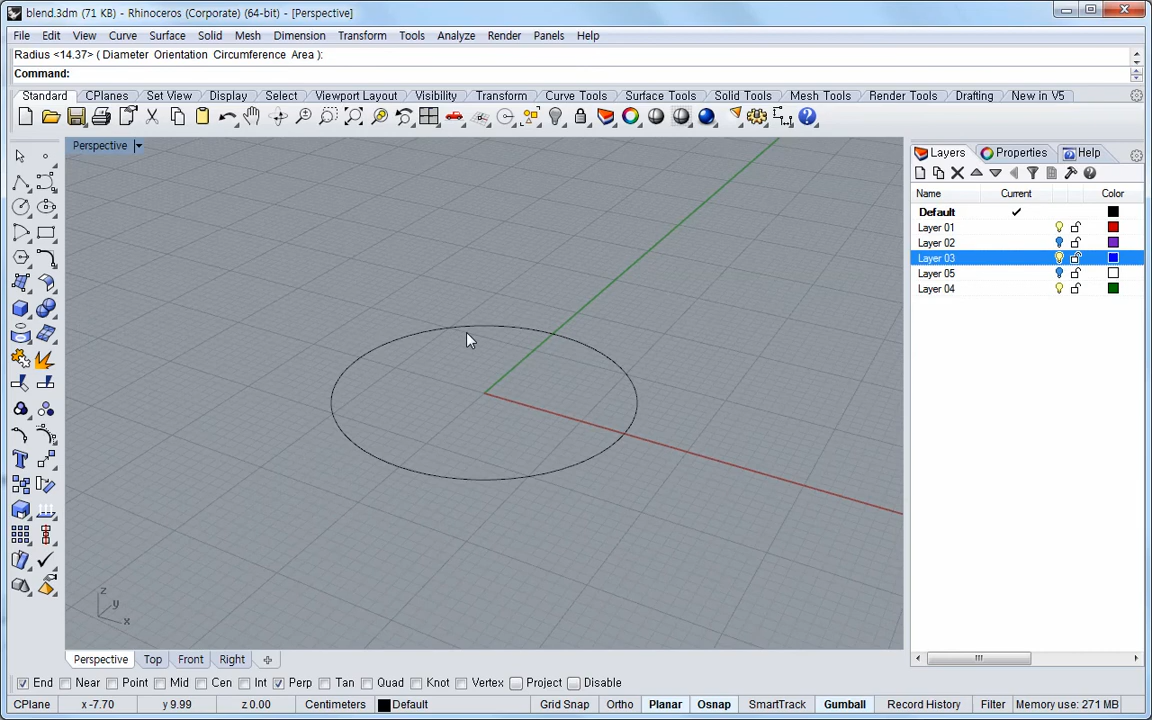 blend.3dm (71 KB) - Rhinoceros (Corporate) (64-bit) - [Perspective]
File Edit View Curve Surface Solid Mesh Dimension Transform Tools Analyze Render Panels Help
Radius <14.37> ( Diameter Orientation Circumference Area ):
Command:
Standard CPlanes Set View Display Select Viewport Layout Visibility Transform Curve Tools Surface Tools Solid Tools Mesh Tools Render Tools Drafting New in V5
Perspective
Layers Properties Help
Name Current Color
Default
Layer 01
Layer 02
Layer 03
Layer 05
Layer 04
z
y
x
Perspective Top Front Right
End Near Point Mid Cen Int Perp Tan Quad Knot Vertex Project Disable
CPlane x -7.70 y 9.99 z 0.00 Centimeters Default Grid Snap Ortho Planar Osnap SmartTrack Gumball Record History Filter Memory use: 271 MB